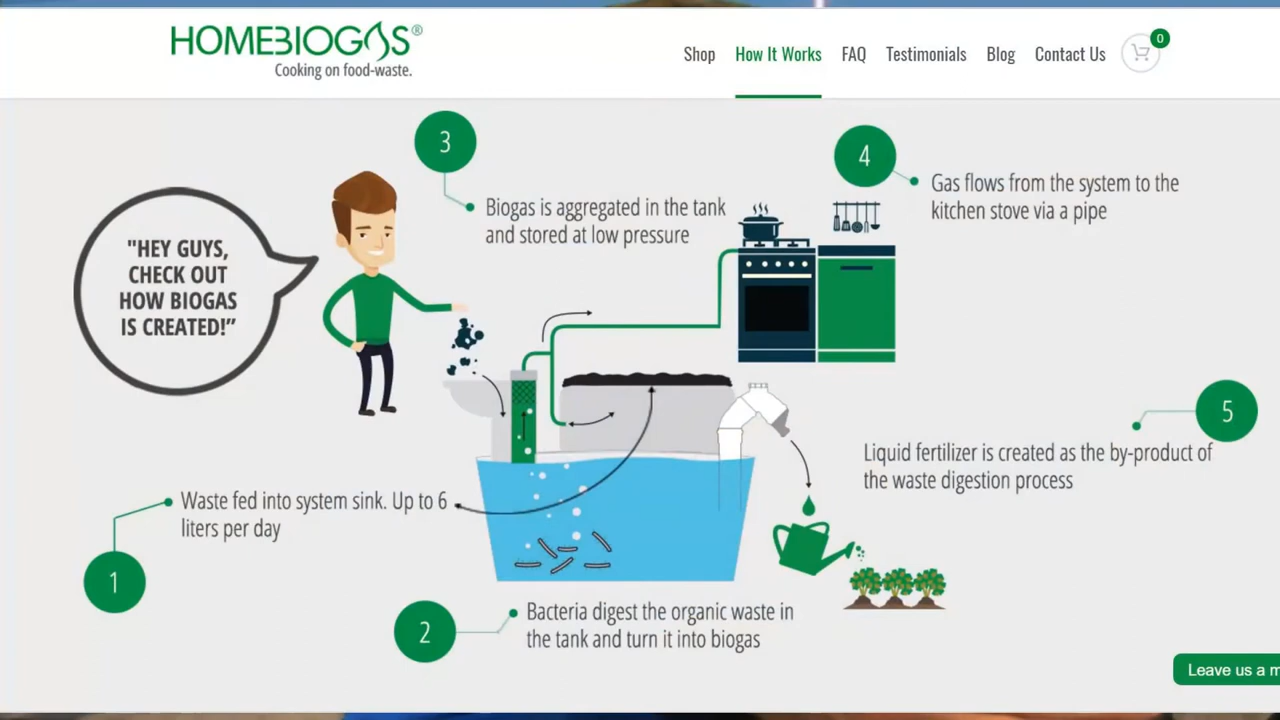 HOMEBIOGAS®
Cooking on food-waste.
Shop How It Works FAQ Testimonials Blog Contact Us 0
"HEY GUYS,
CHECK OUT
HOW BIOGAS
IS CREATED!”
3
Biogas is aggregated in the tank
and stored at low pressure
4
Gas flows from the system to the
kitchen stove via a pipe
5
Liquid fertilizer is created as the by-product of
the waste digestion process
Waste fed into system sink. Up to 6
liters per day
1
2
Bacteria digest the organic waste in
the tank and turn it into biogas
Leave us a m